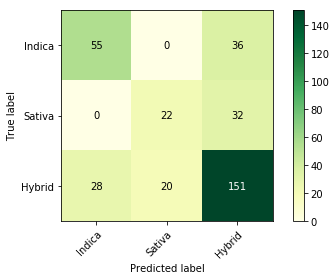 Indica 55 0 36
Sativa 0 22 32
Hybrid 28 20 151
Indica Sativa Hybrid
True label
Predicted label
140
120
100
80
60
40
20
0